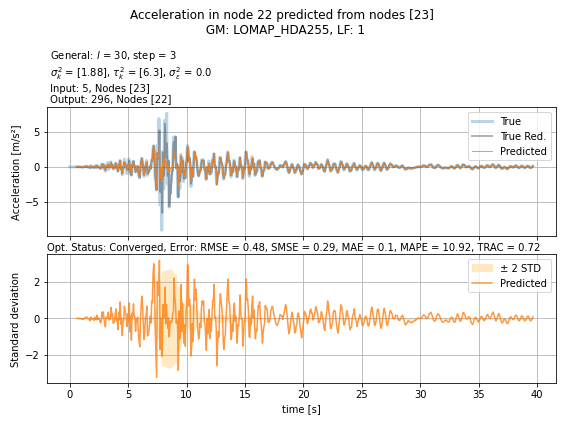 Acceleration in node 22 predicted from nodes [23]
GM: LOMAP_HDA255, LF: 1
General: l = 30, step = 3
σ²ₖ = [1.88], τ²ₖ = [6.3], σ²ε = 0.0
Input: 5, Nodes [23]
Output: 296, Nodes [22]
Acceleration [m/s²]
5
0
−5
True
True Red.
Predicted
Opt. Status: Converged, Error: RMSE = 0.48, SMSE = 0.29, MAE = 0.1, MAPE = 10.92, TRAC = 0.72
Standard deviation
2
0
−2
± 2 STD
Predicted
0 5 10 15 20 25 30 35 40
time [s]